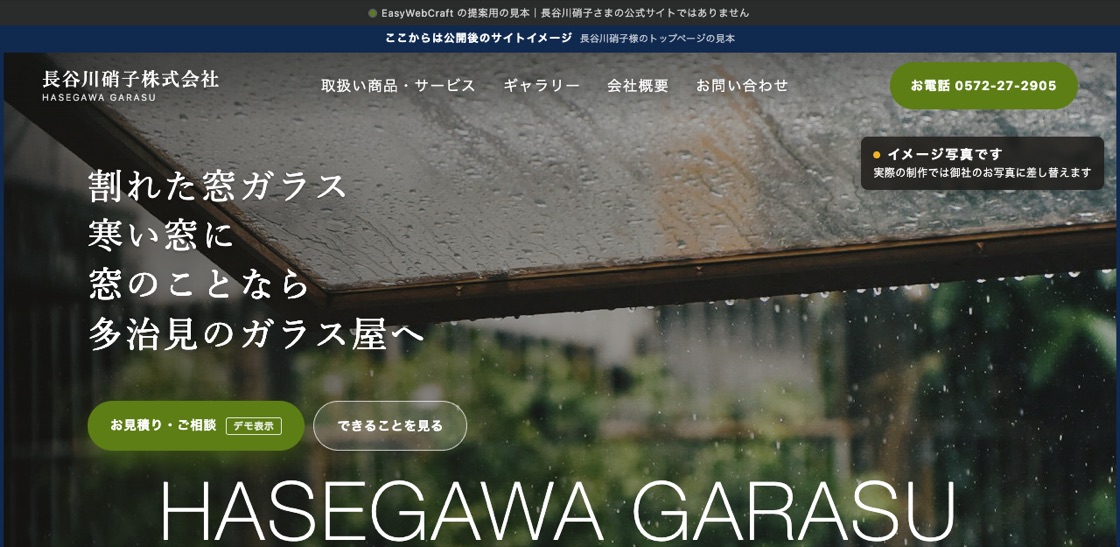 EasyWebCraft の提案用の見本｜長谷川硝子さまの公式サイトではありません
ここからは公開後のサイトイメージ 長谷川硝子様のトップページの見本
長谷川硝子株式会社
HASEGAWA GARASU
取扱い商品・サービス ギャラリー 会社概要 お問い合わせ
お電話 0572-27-2905
イメージ写真です
実際の制作では御社のお写真に差し替えます
割れた窓ガラス
寒い窓に
窓のことなら
多治見のガラス屋へ
お見積り・ご相談 デモ表示 できることを見る
HASEGAWA GARASU